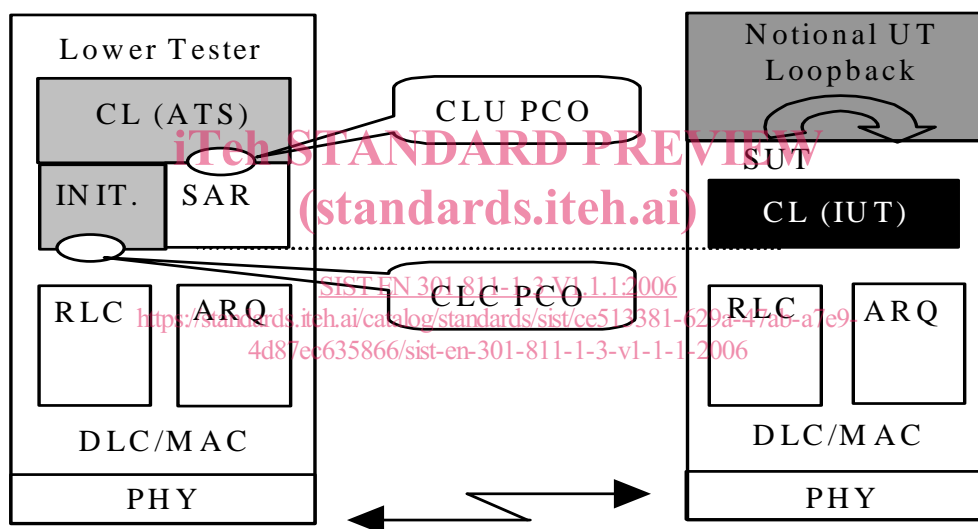 Lower Tester
CL (ATS)
INIT.
SAR
RLC
ARQ
DLC/MAC
PHY
CLU PCO
CLC PCO
Notional UT
Loopback
SUT
CL (IUT)
RLC
ARQ
DLC/MAC
PHY
iTeh STANDARD PREVIEW
(standards.iteh.ai)
SIST EN 301 811-1-3 V1.1.1:2006
https://standards.iteh.ai/catalog/standards/sist/ce513381-629a-47ab-a7e9-
4d87ec635866/sist-en-301-811-1-3-v1-1-1-2006